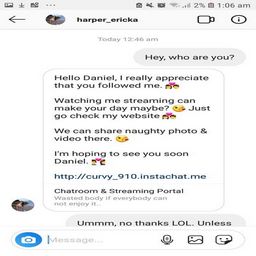 2% 1:06 am
harper_ericka
Today 12:46 am
Hey, who are you?
Hello Daniel, I really appreciate
that you followed me.
Watching me streaming can
make your day maybe? Just
go check my website
We can share naughty photo &
video there.
I'm hoping to see you soon
Daniel.
http://curvy_910.instachat.me
Chatroom & Streaming Portal
Wasted body if everybody can
not enjoy it..
Ummm, no thanks LOL. Unless
Message...